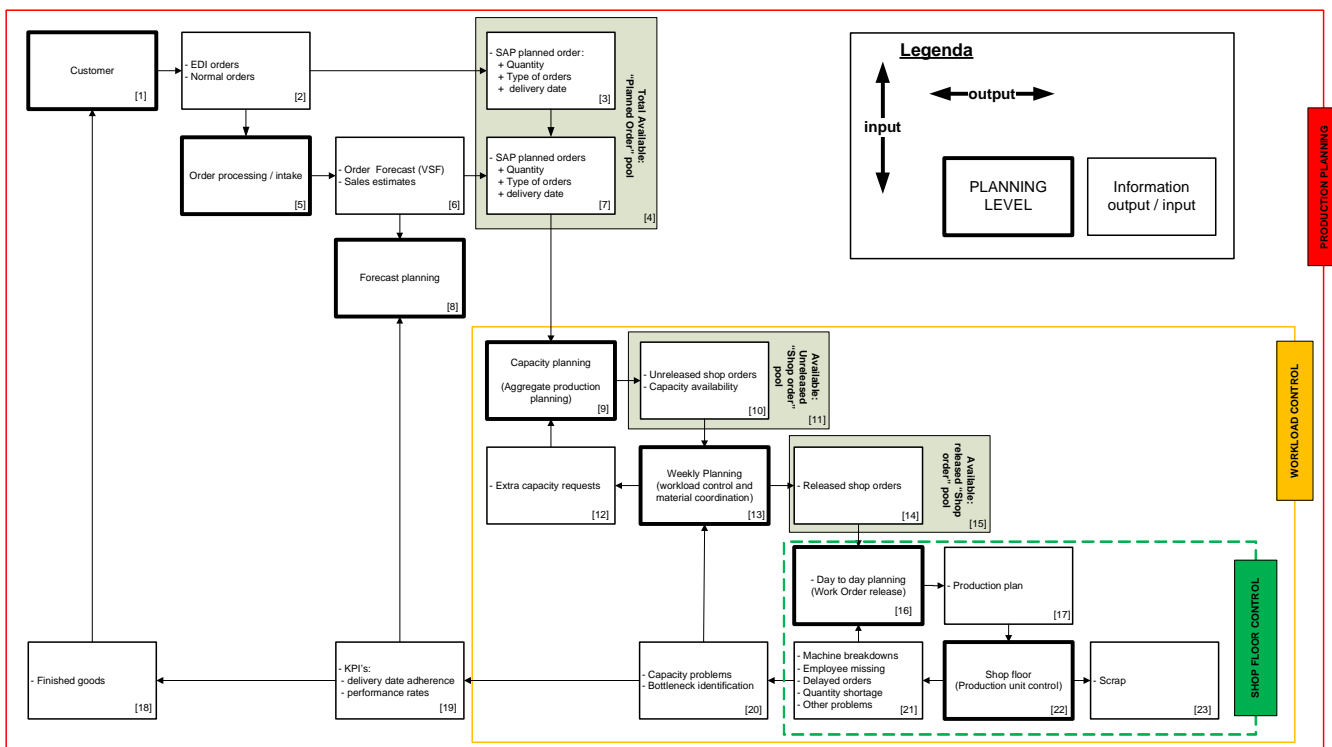 Customer
[1]
- EDI orders
- Normal orders
[2]
- SAP planned order:
+ Quantity
+ Type of orders
+ delivery date
[3]
Total Available:
"Planned Order" pool
[4]
Legenda
input
output
PLANNING
LEVEL
Information
output / input
PRODUCTION PLANNING
Order processing / intake
[5]
- Order Forecast (VSF)
- Sales estimates
[6]
- SAP planned orders
+ Quantity
+ Type of orders
+ delivery date
[7]
Forecast planning
[8]
Capacity planning
(Aggregate production
planning)
[9]
- Unreleased shop orders
- Capacity availability
[10]
Available:
Unreleased
"Shop order"
pool
[11]
WORKLOAD CONTROL
- Extra capacity requests
[12]
Weekly Planning
(workload control and
material coordination)
[13]
- Released shop orders
[14]
Available:
released "Shop
order" pool
[15]
- Day to day planning
(Work Order release)
[16]
- Production plan
[17]
SHOP FLOOR CONTROL
- Finished goods
[18]
- KPI's:
- delivery date adherence
- performance rates
[19]
- Capacity problems
- Bottleneck identification
[20]
- Machine breakdowns
- Employee missing
- Delayed orders
- Quantity shortage
- Other problems
[21]
Shop floor
(Production unit control)
[22]
- Scrap
[23]